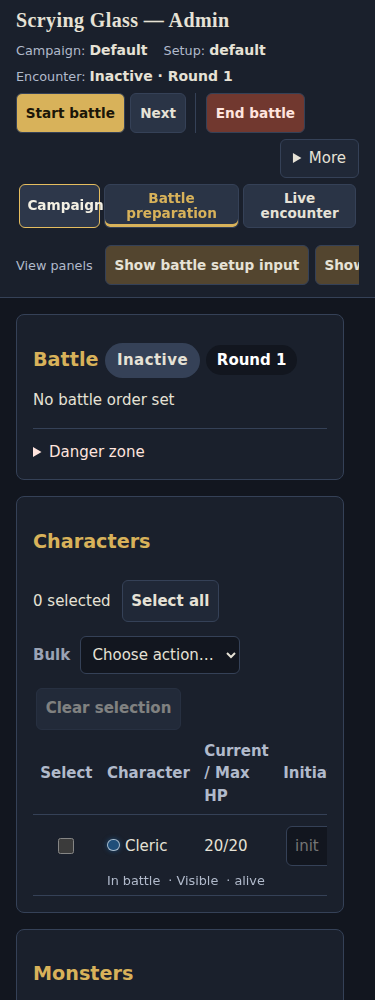 Scrying Glass — Admin
Campaign: Default Setup: default
Encounter: Inactive · Round 1
Start battle Next End battle
▶ More
Campaign Battle preparation Live encounter
View panels Show battle setup input Show
Battle Inactive Round 1
No battle order set
▶ Danger zone
Characters
0 selected Select all
Bulk Choose action...
Clear selection
Select Character Current / Max HP Initia
Cleric 20/20 init
In battle · Visible · alive
Monsters